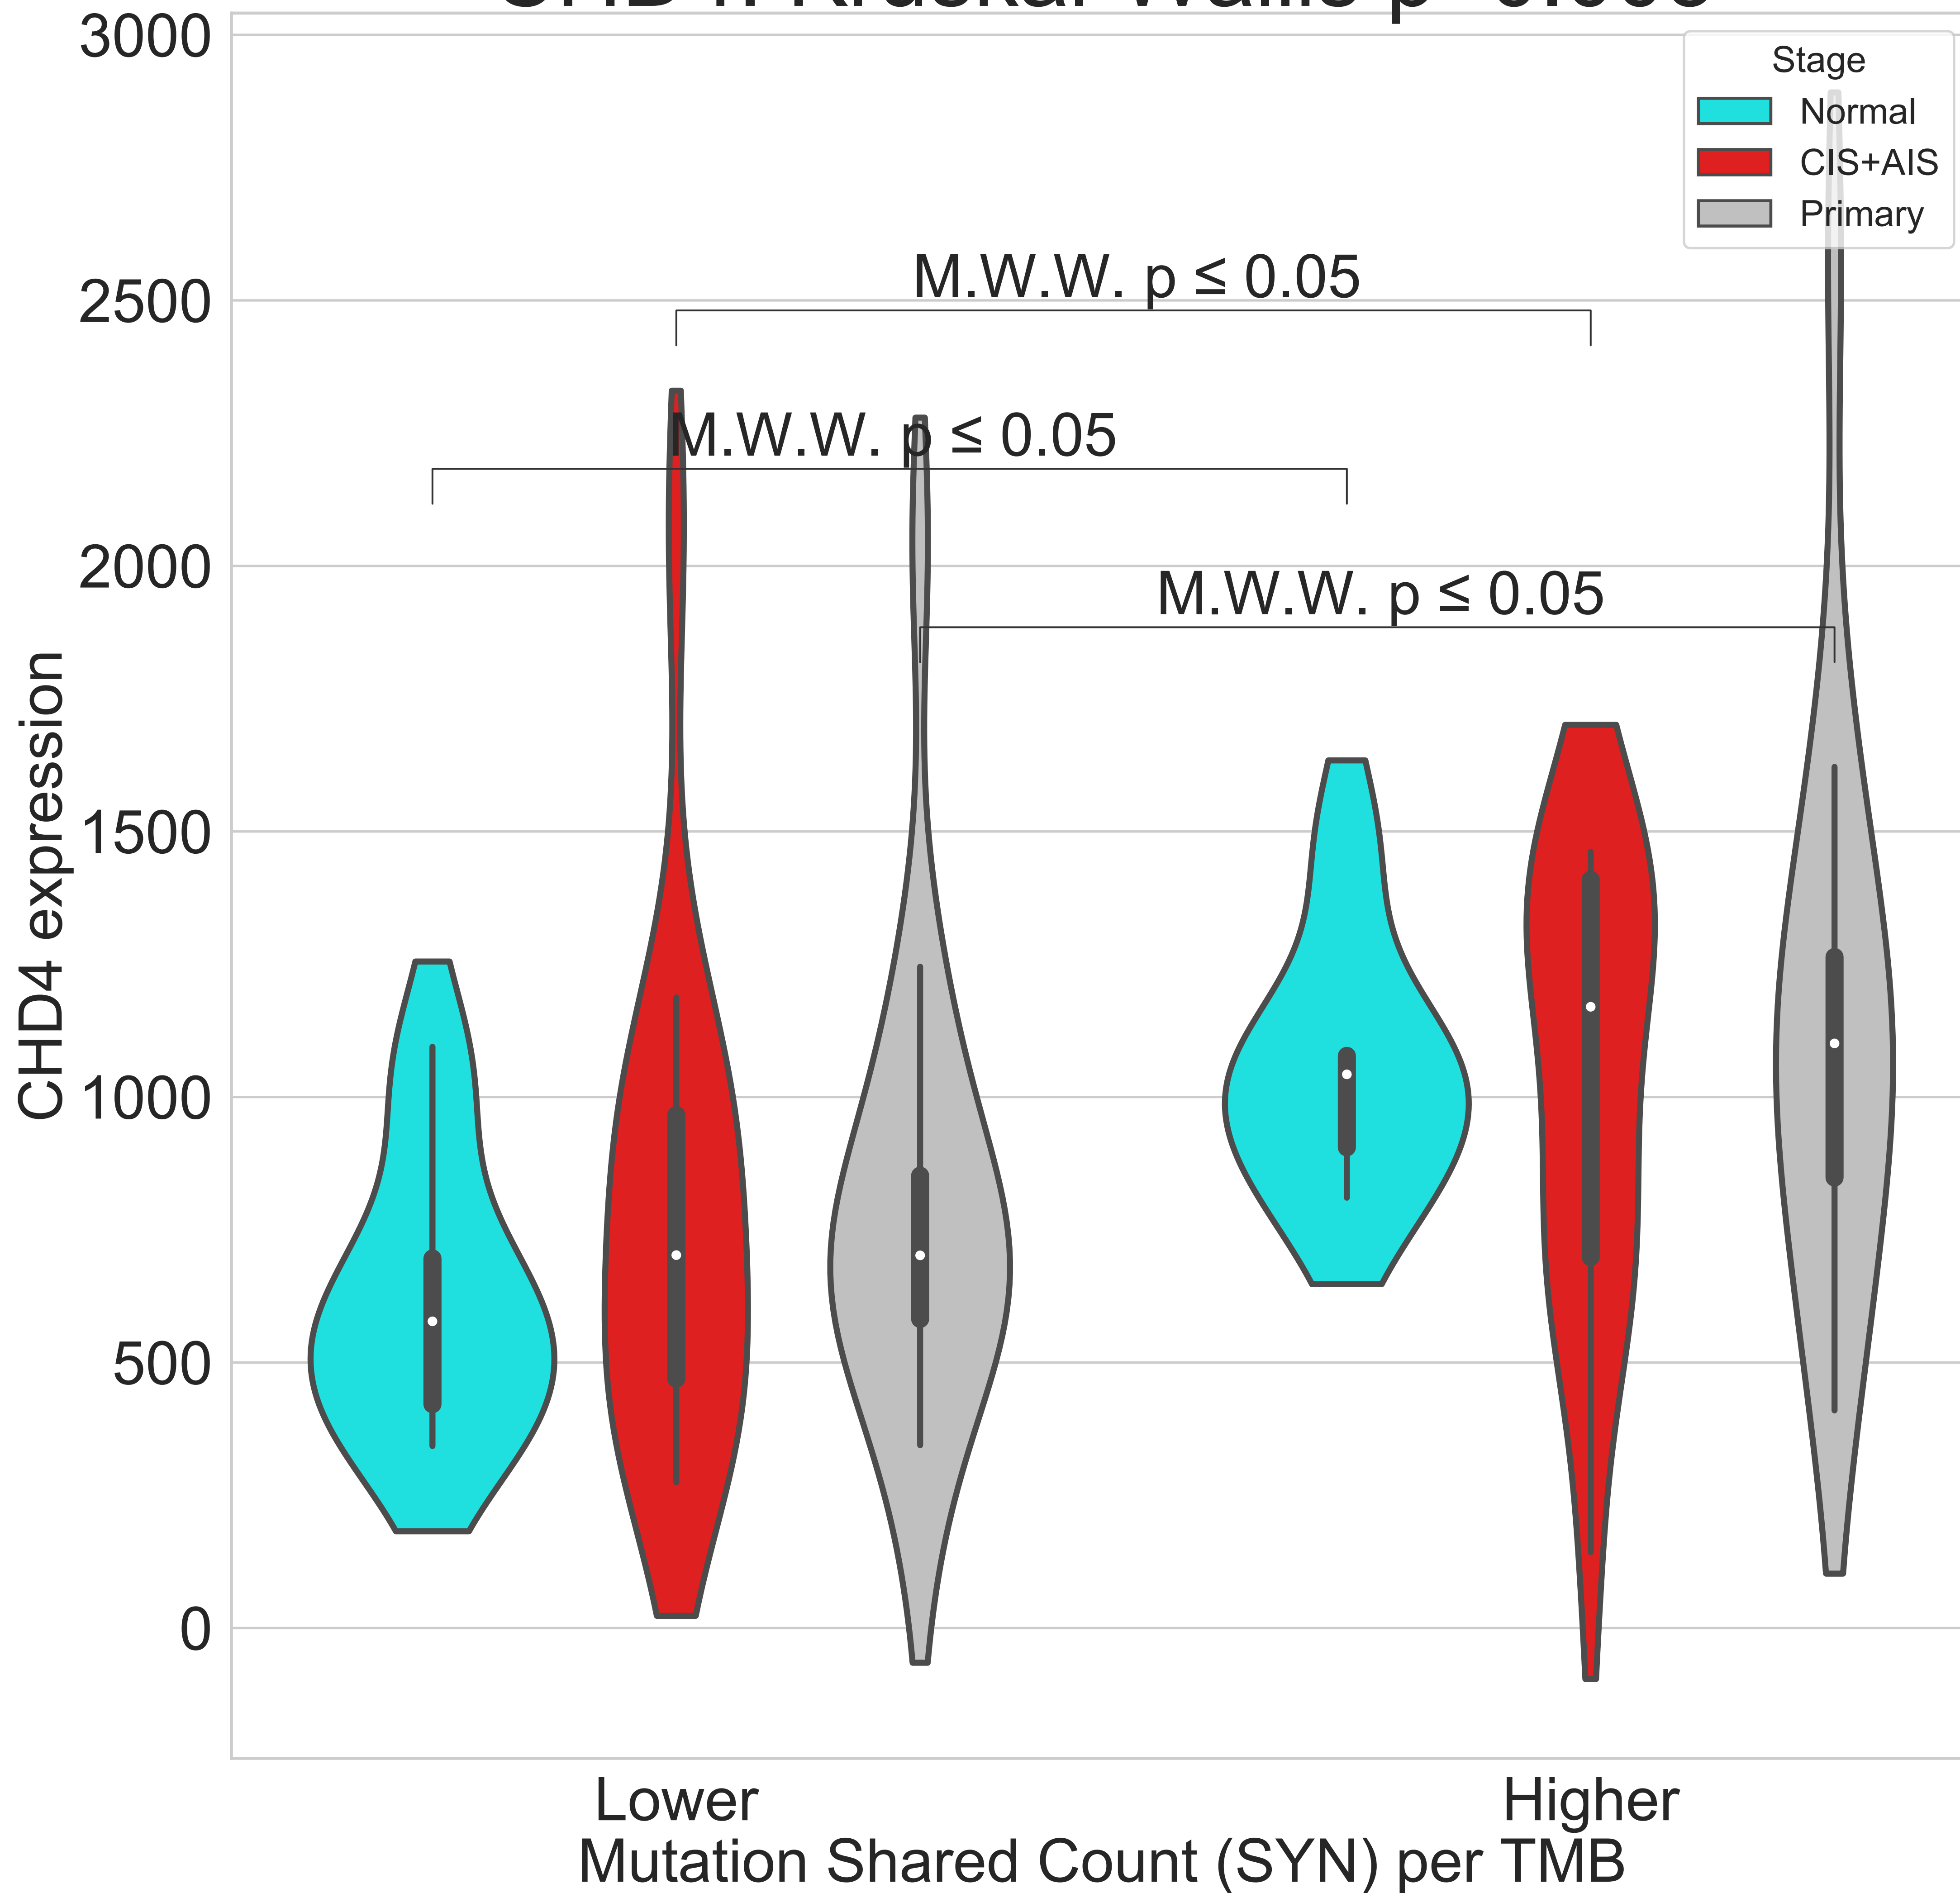 3000
2500
2000
1500
1000
500
0
CHD4 expression
Stage
Normal
CIS+AIS
Primary
M.W.W. p ≤ 0.05
M.W.W. p ≤ 0.05
M.W.W. p ≤ 0.05
Lower
Higher
Mutation Shared Count (SYN) per TMB